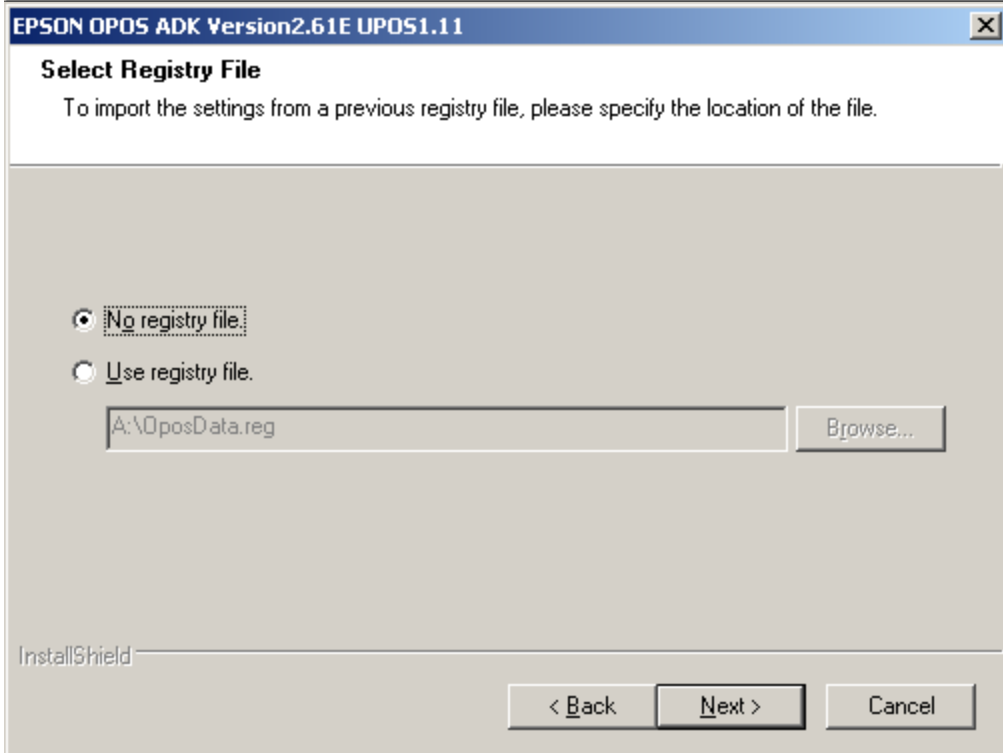 EPSON OPOS ADK Version2.61E UPOS1.11
Select Registry File
To import the settings from a previous registry file, please specify the location of the file.
No registry file.
Use registry file.
A:\OposData.reg
Browse...
InstallShield
< Back
Next >
Cancel